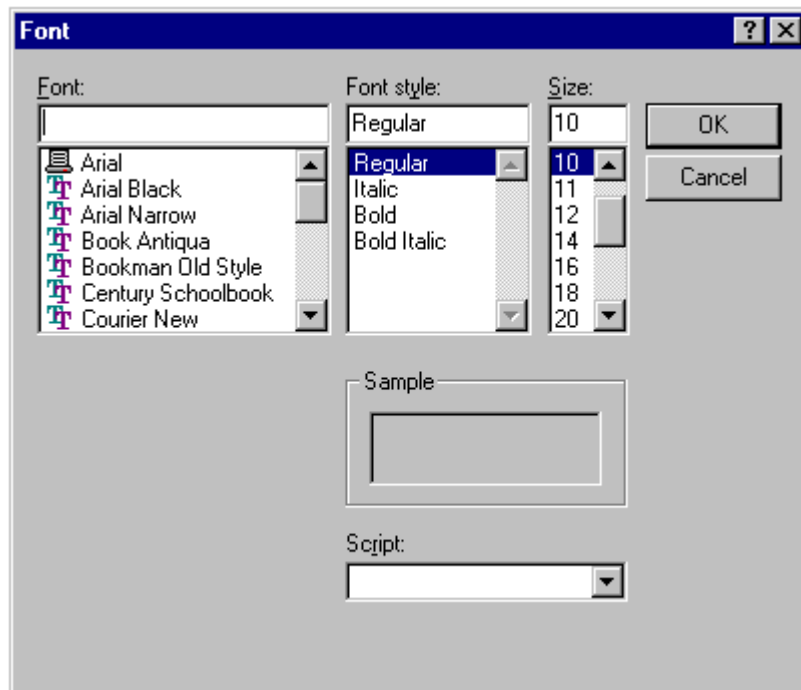 Font
Font:
Font style:
Size:
Regular
10
OK
Cancel
Arial
Arial Black
Arial Narrow
Book Antiqua
Bookman Old Style
Century Schoolbook
Courier New
Regular
Italic
Bold
Bold Italic
10
11
12
14
16
18
20
Sample
Script: